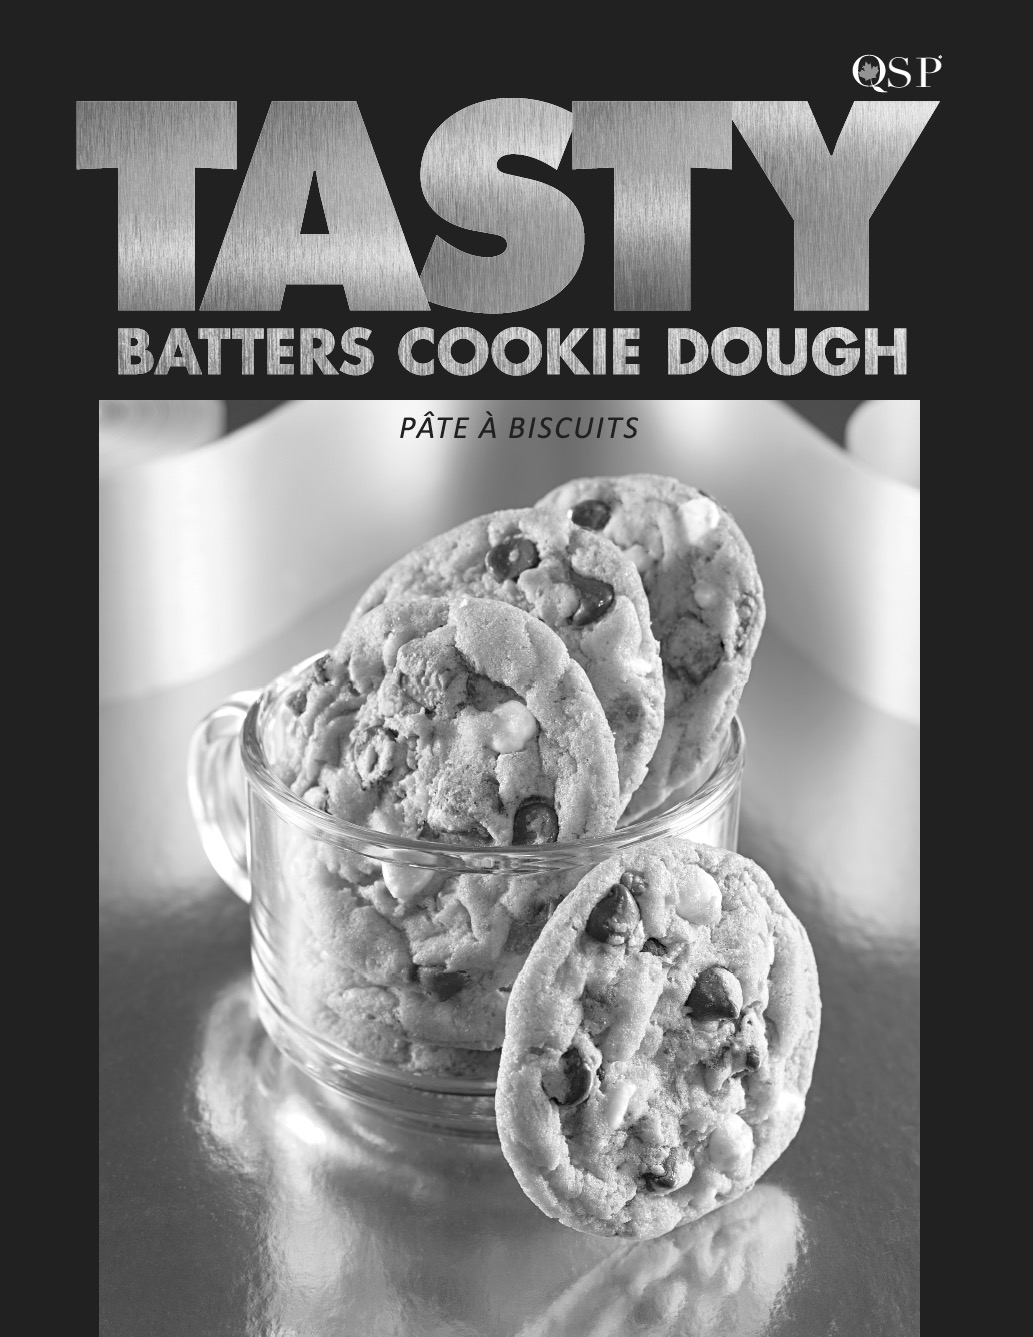 QSP
TASTY
BATTERS COOKIE DOUGH
PÂTE À BISCUITS